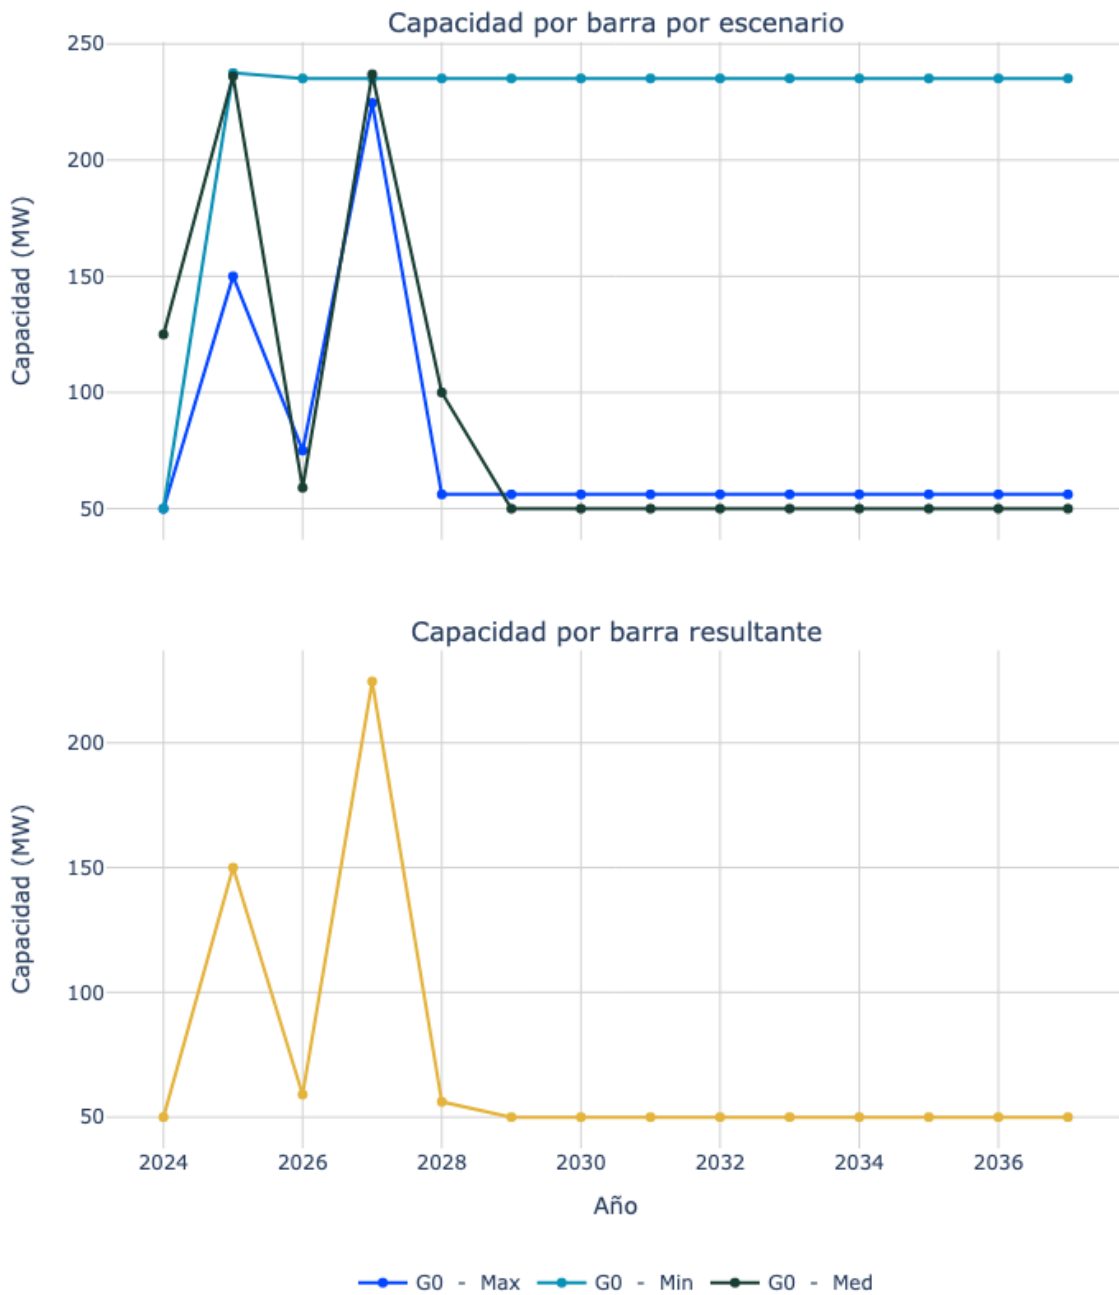 Capacidad por barra por escenario
250
200
150
100
50
Capacidad (MW)
Capacidad por barra resultante
200
150
100
50
Capacidad (MW)
2024 2026 2028 2030 2032 2034 2036
Año
G0 - Max G0 - Min G0 - Med